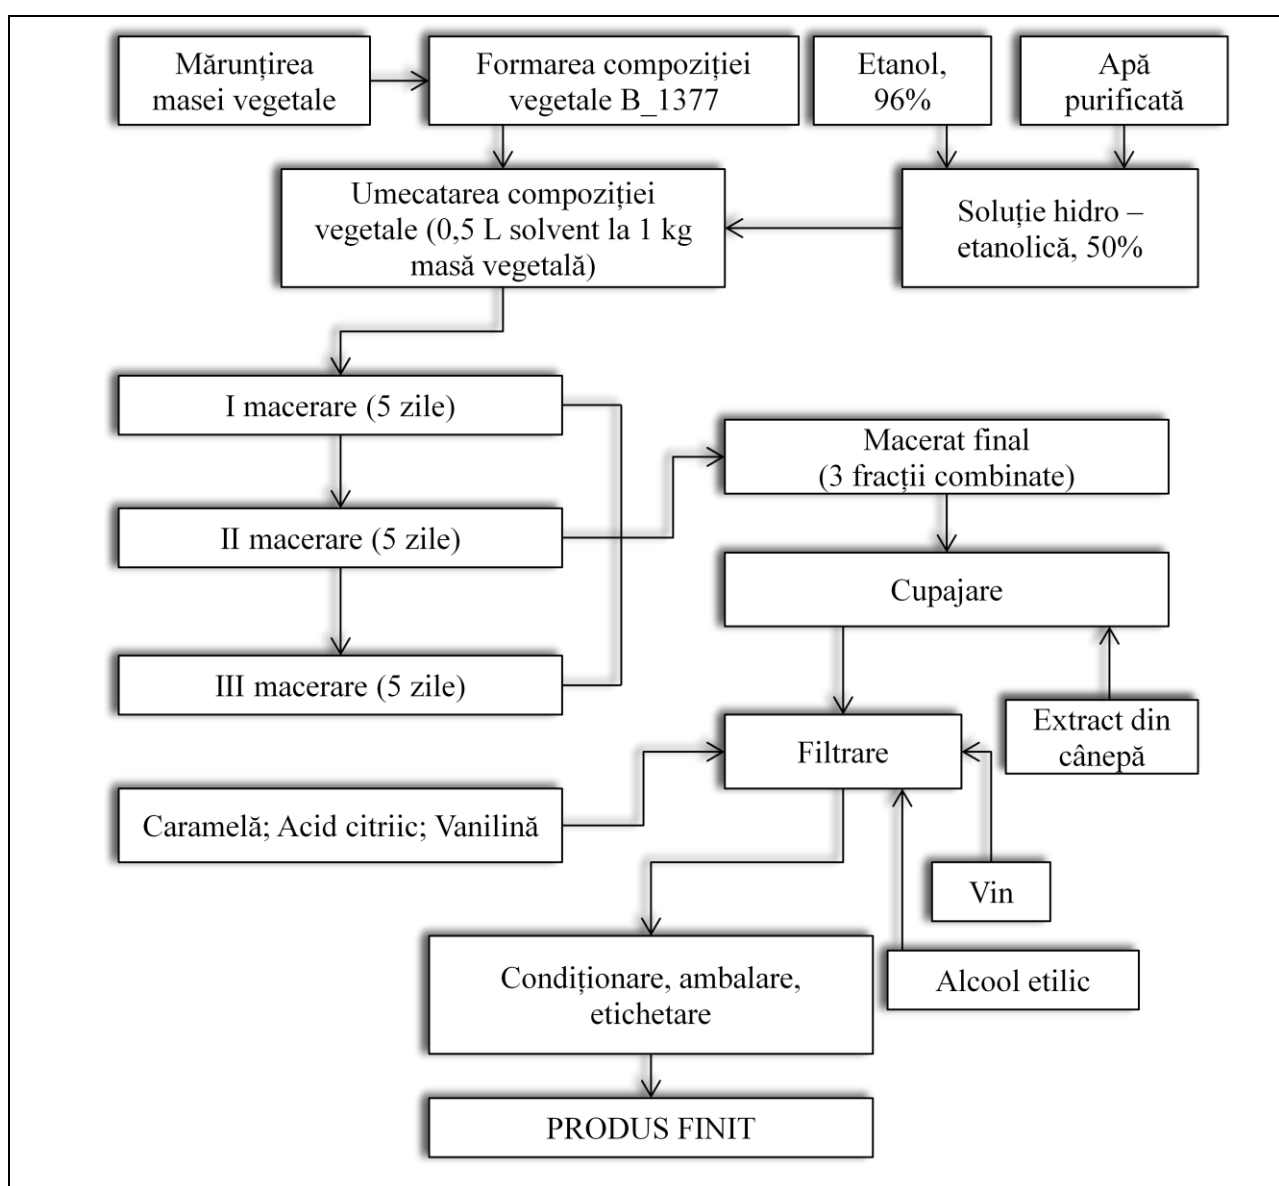 Mărunțirea
masei vegetale
Formarea compoziției
vegetale B_1377
Etanol,
96%
Apă
purificată
Umecatarea compoziției
vegetale (0,5 L solvent la 1 kg
masă vegetală)
Soluție hidro –
etanolică, 50%
I macerare (5 zile)
Macerat final
(3 fracții combinate)
II macerare (5 zile)
Cupajare
III macerare (5 zile)
Extract din
cânepă
Filtrare
Caramelă; Acid citriic; Vanilină
Vin
Alcool etilic
Condiționare, ambalare,
etichetare
PRODUS FINIT